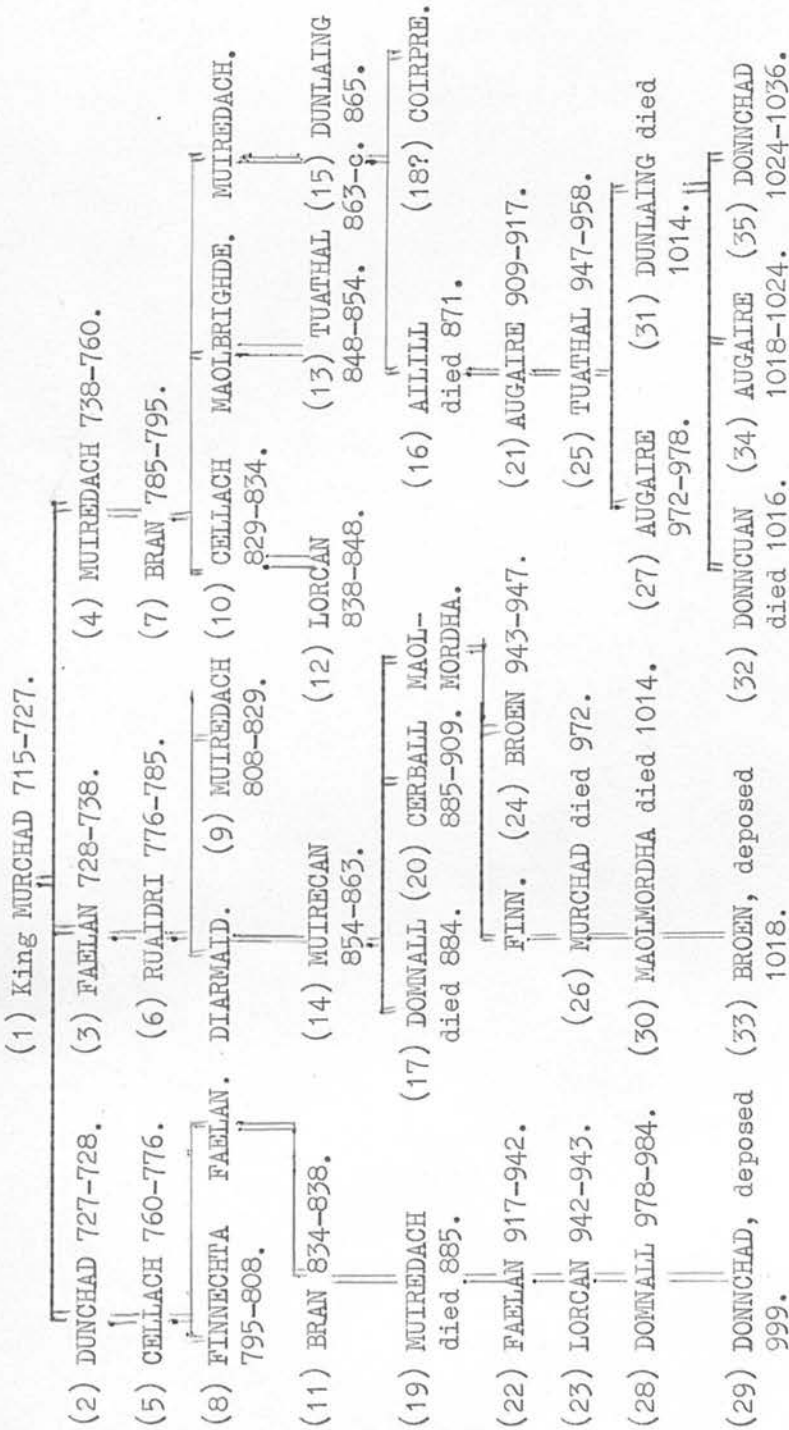 (1) King MURCHAD 715-727.
(2) DUNCHAD 727-728. (3) FAELAN 728-738. (4) MUIREDACH 738-760.
(5) CELLACH 760-776. (6) RUAIDRI 776-785. (7) BRAN 785-795.
(8) FINNECHTA FAELAN. DIARMAID. (9) MUIREDACH (10) CELLACH MAOLBRIGHDE. MUIREDACH.
795-808. 808-829. 829-834.
(11) BRAN 834-838. (14) MUIRECAN (12) LORCAN (13) TUATHAL (15) DUNLAING
854-863. 838-848. 848-854. 863-c. 865.
(19) MUIREDACH (17) DOMNALL (20) CERBALL MAOL- (16) AILILL (18?) COIRPRE.
died 885. died 884. 885-909. MORDHA. died 871.
(22) FAELAN 917-942. FINN. (24) BROEN 943-947. (21) AUGAIRE 909-917.
(23) LORCAN 942-943. (26) MURCHAD died 972. (25) TUATHAL 947-958.
(28) DOMNALL 978-984. (30) MAOLMORDHA died 1014. (27) AUGAIRE (31) DUNLAING died
972-978. 1014.
(29) DONNCHAD, deposed (33) BROEN, deposed (32) DONNCUAN (34) AUGAIRE (35) DONNCHAD
999. 1018. died 1016. 1018-1024. 1024-1036.